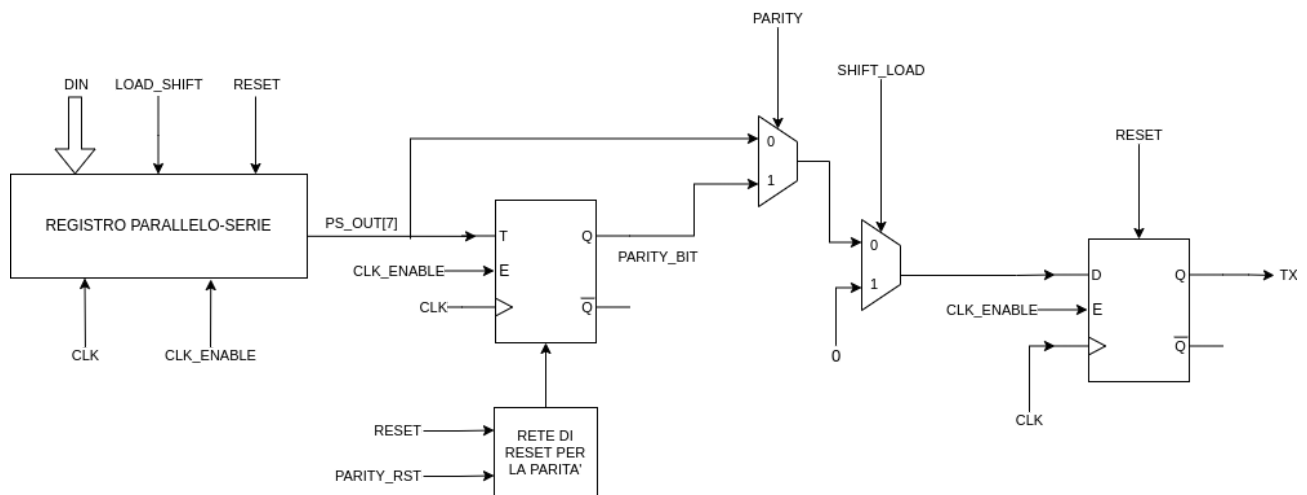 PARITY
SHIFT_LOAD
DIN
LOAD_SHIFT
RESET
RESET
0
1
REGISTRO PARALLELO-SERIE
PS_OUT[7]
T
Q
PARITY_BIT
0
CLK_ENABLE
E
D
Q
TX
1
CLK
Q
CLK_ENABLE
E
CLK
CLK_ENABLE
0
Q
CLK
RESET
RETE DI
RESET PER
LA PARITA'
PARITY_RST